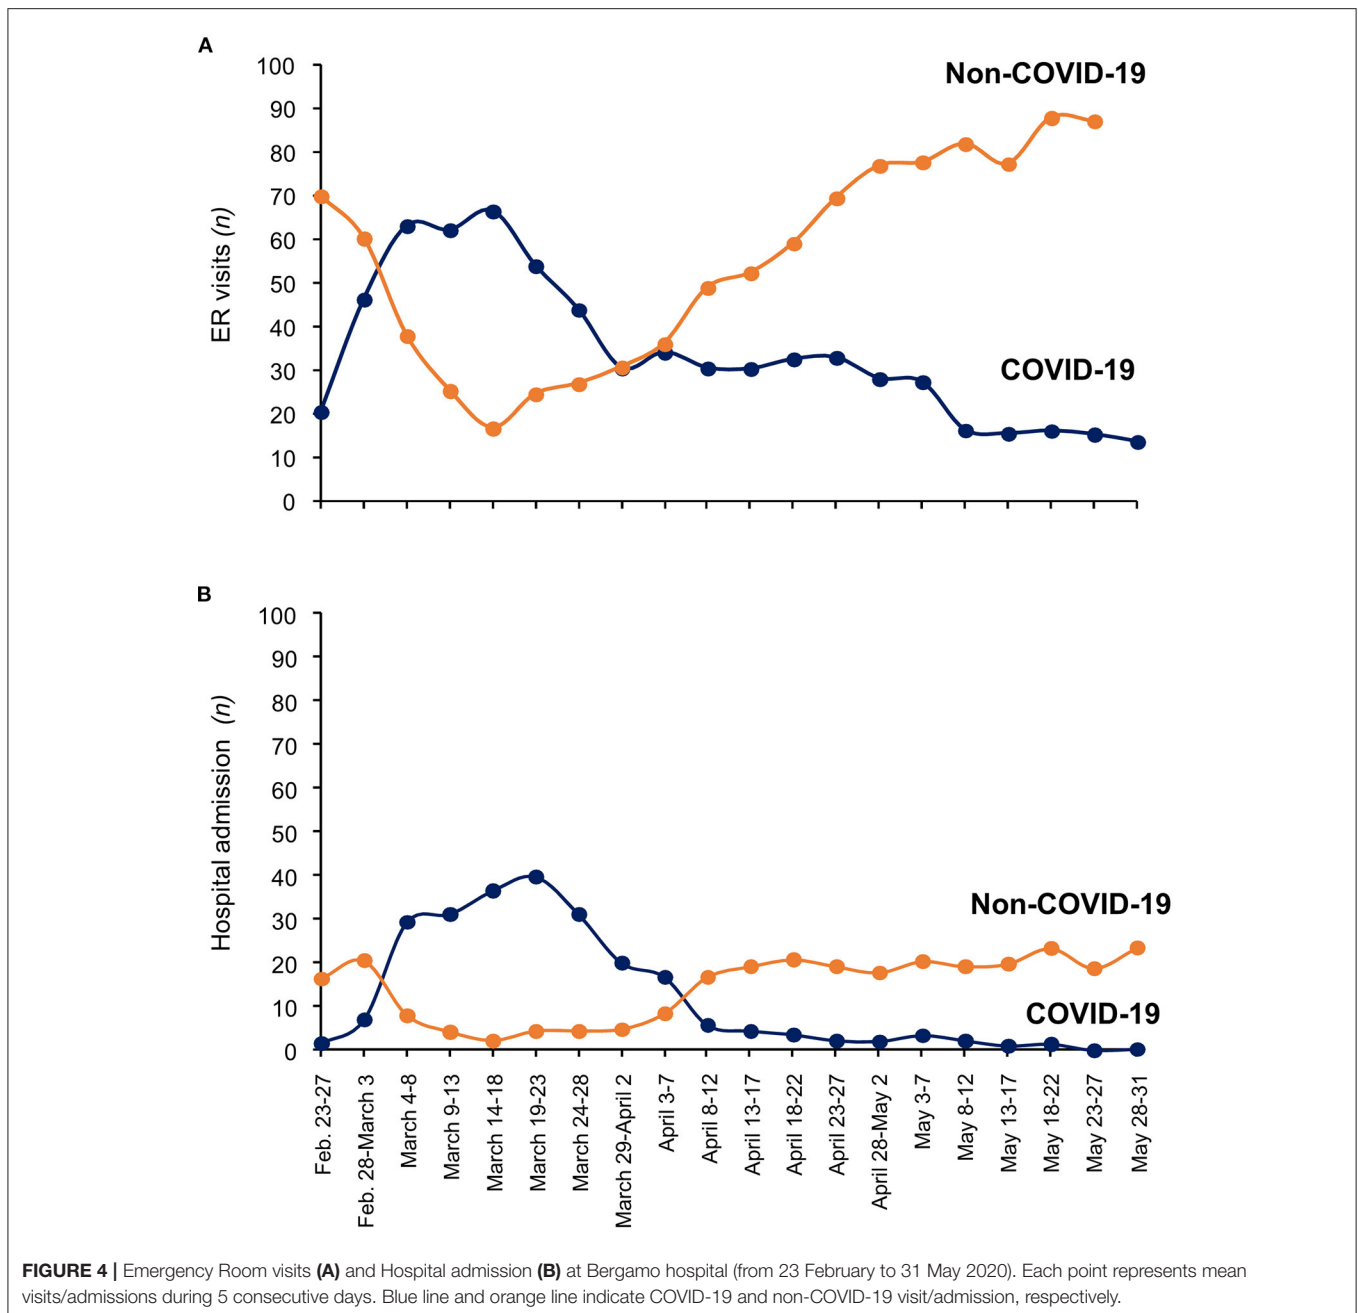 A
Non-COVID-19
100
90
80
70
60
50
40
30
20
10
0
ER visits (n)
COVID-19
B
100
90
80
70
60
50
40
30
20
10
0
Hospital admission (n)
Non-COVID-19
COVID-19
Feb. 23-27
Feb. 28-March 3
March 4-8
March 9-13
March 14-18
March 19-23
March 24-28
March 29-April 2
April 3-7
April 8-12
April 13-17
April 18-22
April 23-27
April 28-May 2
May 3-7
May 8-12
May 13-17
May 18-22
May 23-27
May 28-31
FIGURE 4 | Emergency Room visits (A) and Hospital admission (B) at Bergamo hospital (from 23 February to 31 May 2020). Each point represents mean
visits/admissions during 5 consecutive days. Blue line and orange line indicate COVID-19 and non-COVID-19 visit/admission, respectively.